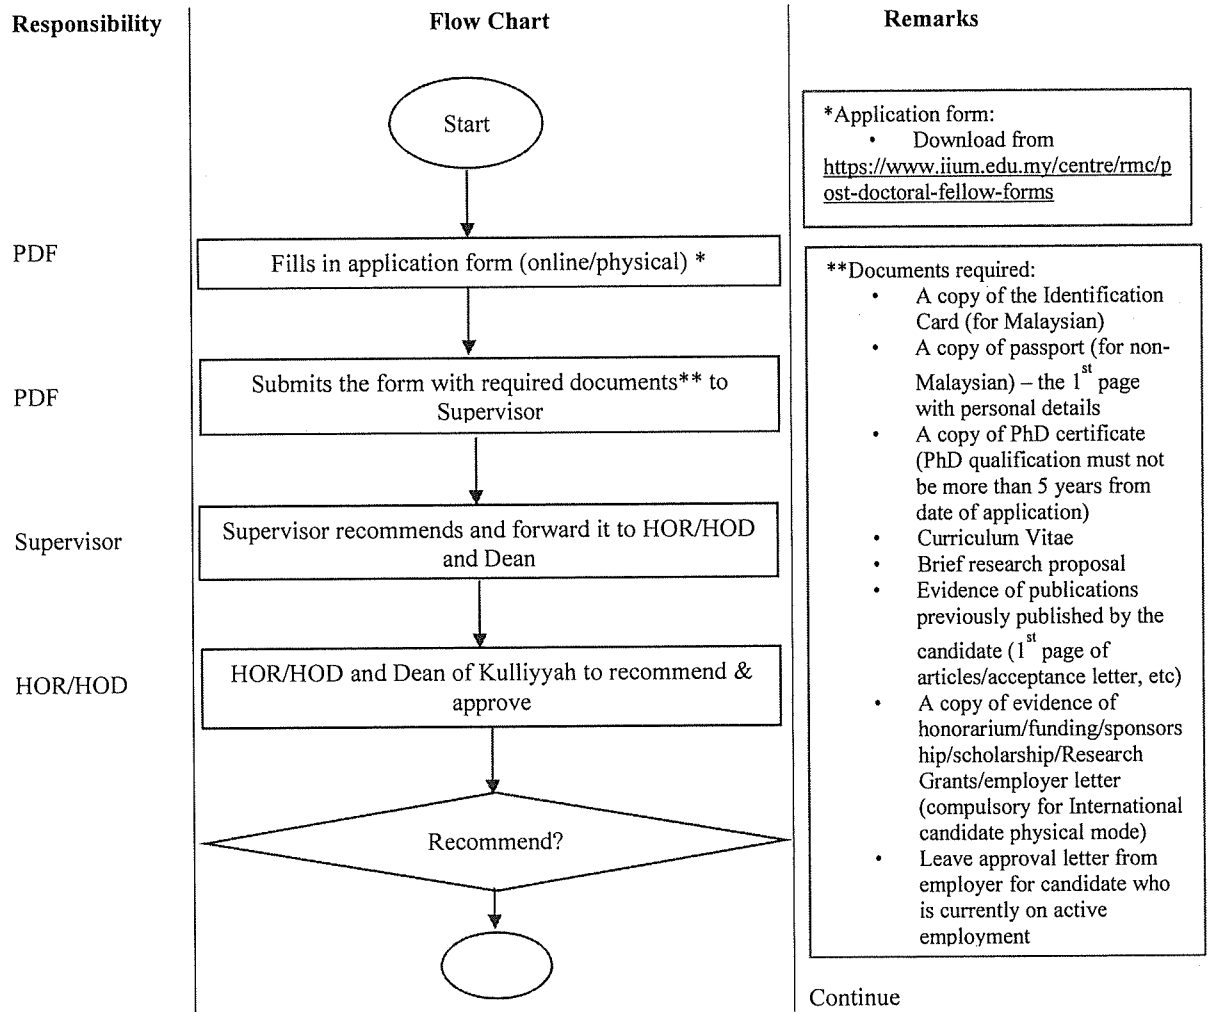 Responsibility
Flow Chart
Remarks
Start
*Application form:
• Download from
https://www.iium.edu.my/centre/rmc/p
ost-doctoral-fellow-forms
PDF
Fills in application form (online/physical) *
PDF
Submits the form with required documents** to
Supervisor
Supervisor
Supervisor recommends and forward it to HOR/HOD
and Dean
HOR/HOD
HOR/HOD and Dean of Kulliyyah to recommend &
approve
Recommend?
**Documents required:
• A copy of the Identification
Card (for Malaysian)
• A copy of passport (for non-
Malaysian) – the 1st page
with personal details
• A copy of PhD certificate
(PhD qualification must not
be more than 5 years from
date of application)
• Curriculum Vitae
• Brief research proposal
• Evidence of publications
previously published by the
candidate (1st page of
articles/acceptance letter, etc)
• A copy of evidence of
honorarium/funding/sponsors
hip/scholarship/Research
Grants/employer letter
(compulsory for International
candidate physical mode)
• Leave approval letter from
employer for candidate who
is currently on active
employment
Continue